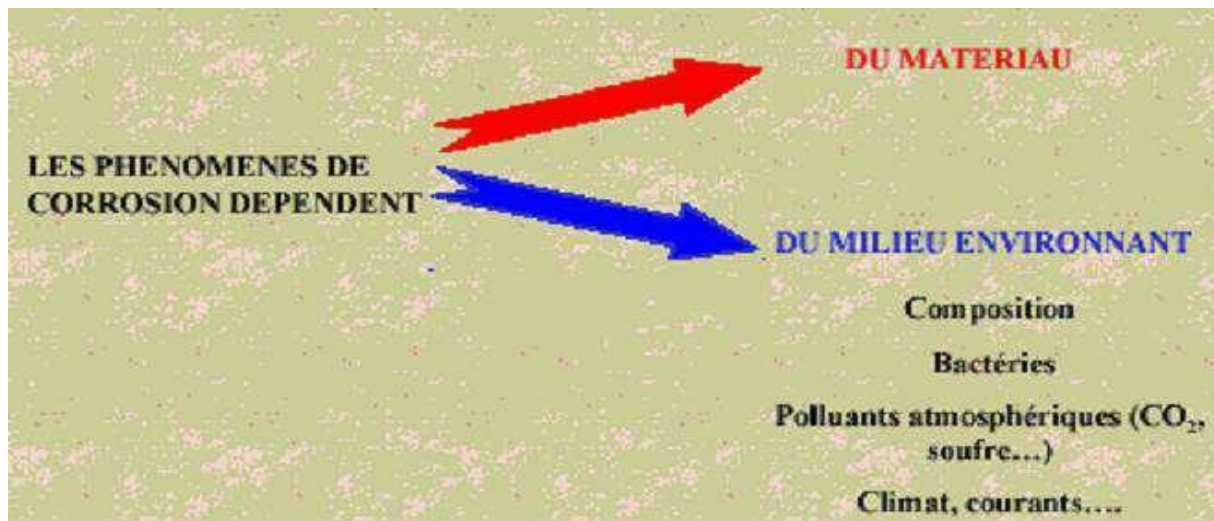 DU MATERIAU
LES PHENOMENES DE
CORROSION DEPENDENT
DU MILIEU ENVIRONNANT
Composition
Bactéries
Polluants atmosphériques (CO₂,
soufre...)
Climat, courants....